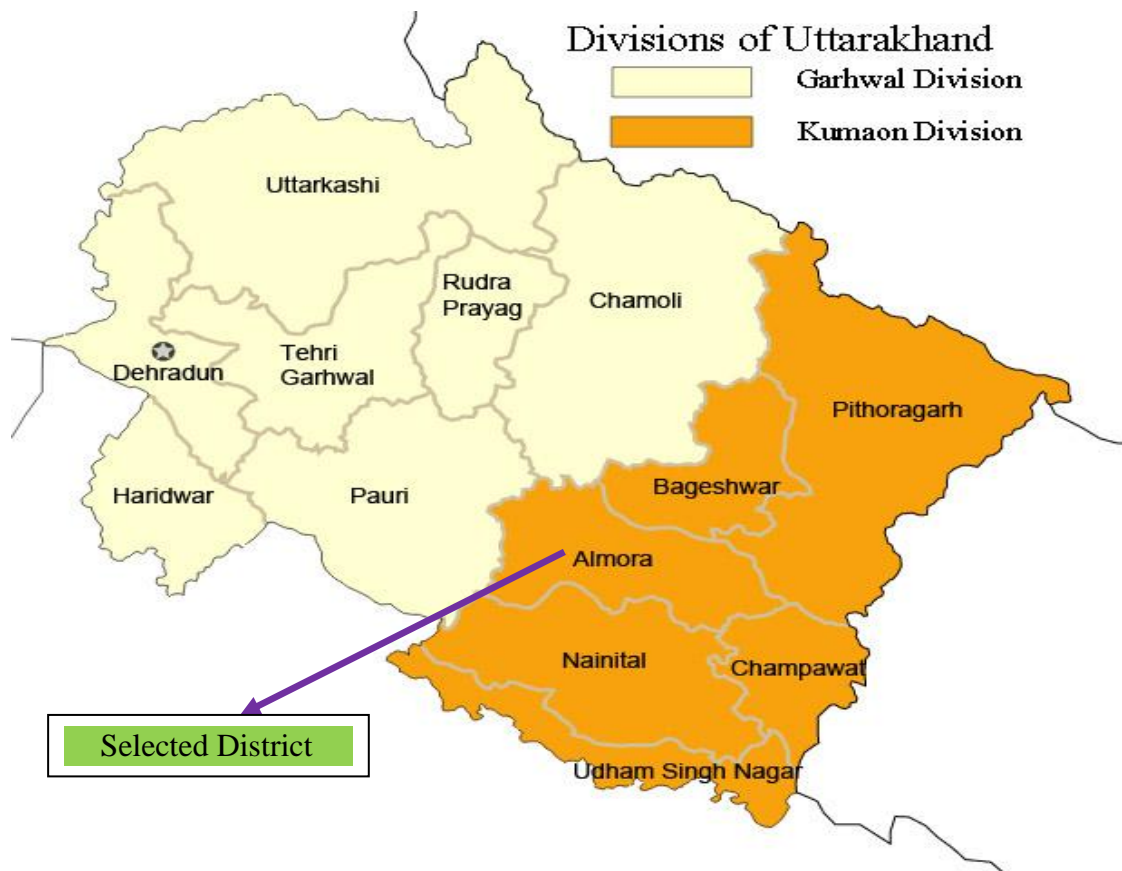 Divisions of Uttarakhand
Garhwal Division
Kumaon Division
Uttarkashi
Rudra
Prayag
Chamoli
Tehri
Garhwal
Dehradun
Pithoragarh
Haridwar
Pauri
Bageshwar
Almora
Nainital
Champawat
Selected District
Udham Singh Nagar